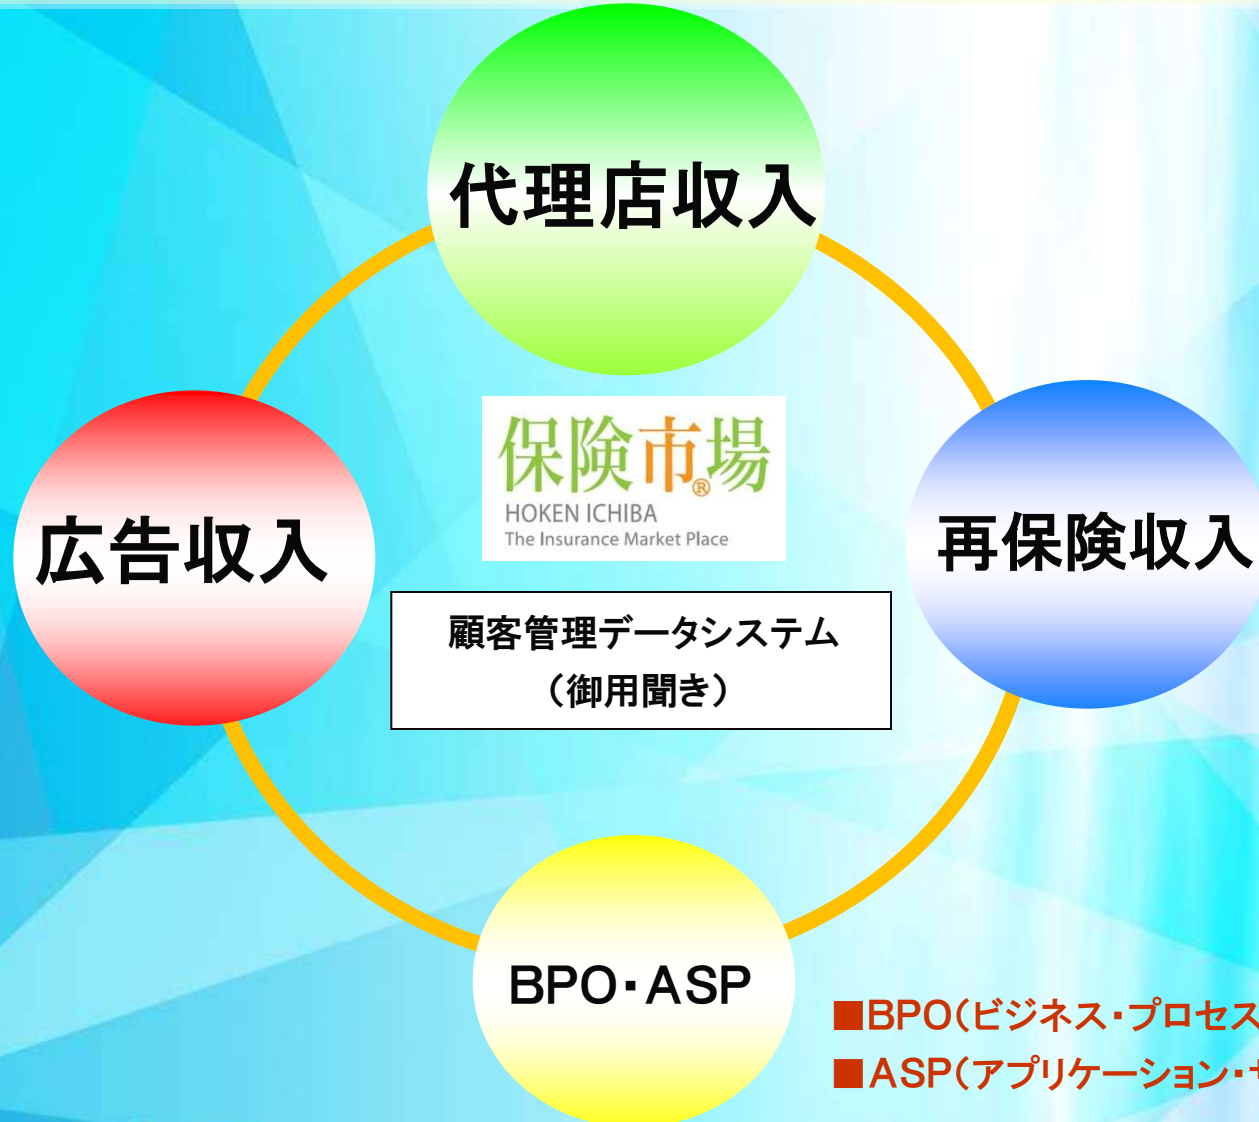 代理店収入
広告収入
保険市場®
HOKEN ICHIBA
The Insurance Market Place
再保険収入
顧客管理データシステム
（御用聞き）
BPO・ASP
■BPO（ビジネス・プロセス
■ASP（アプリケーション・サ